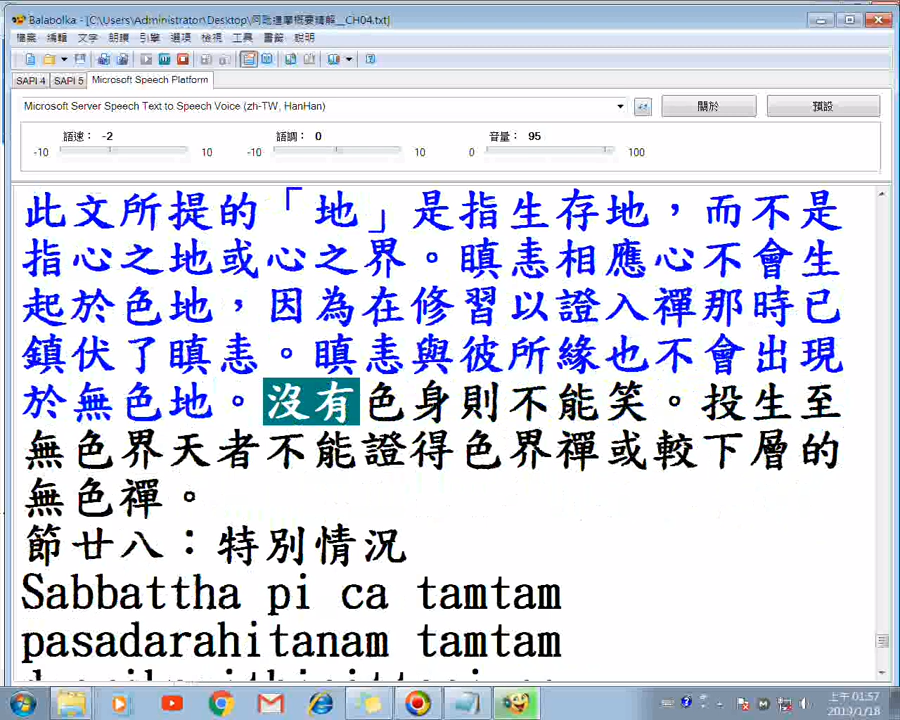 Balabolka - [C:\Users\Administraton\Desktop\阿毗達摩概要精解__CH04.txt]
檔案 編輯 文字 朗讀 引擎 選項 檢視 工具 書籤 說明
SAPI 4 SAPI 5 Microsoft Speech Platform
Microsoft Server Speech Text to Speech Voice (zh-TW, HanHan) 關於 預設
語速： -2 語調： 0 音量： 95
-10 10 -10 10 0 100
此文所提的「地」是指生存地，而不是
指心之地或心之界。瞋恚相應心不會生
起於色地，因為在修習以證入禪那時已
鎮伏了瞋恚。瞋恚與彼所緣也不會出現
於無色地。沒有色身則不能笑。投生至
無色界天者不能證得色界禪或較下層的
無色禪。
節廿八：特別情況
Sabbattha pi ca tamtam
pasadarahitanam tamtam
上午 01:57
2019/1/18